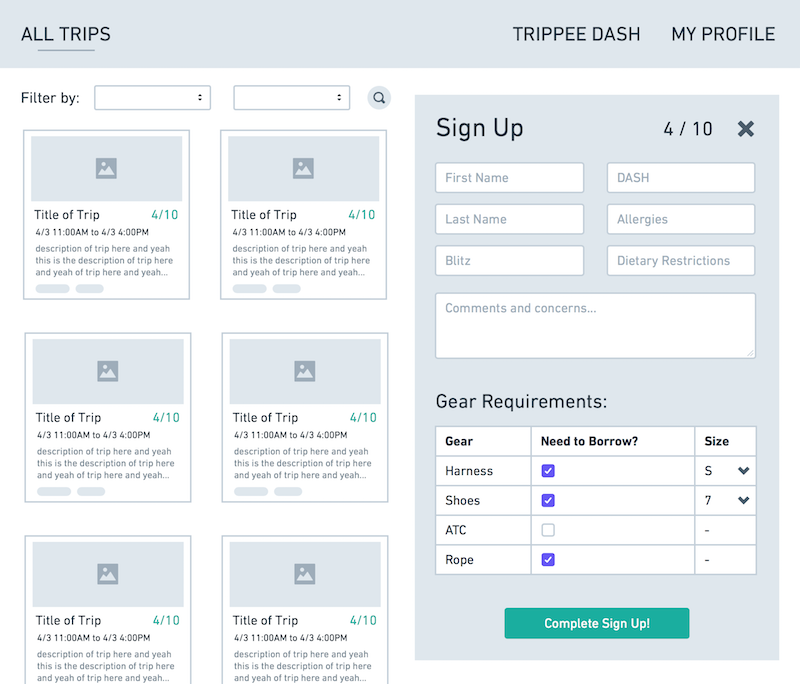 ALL TRIPS
TRIPPEE DASH
MY PROFILE
Filter by:
Title of Trip 4/10
4/3 11:00AM to 4/3 4:00PM
description of trip here and yeah
this is the description of trip here
and yeah of trip here and yeah...
Title of Trip 4/10
4/3 11:00AM to 4/3 4:00PM
description of trip here and yeah
this is the description of trip here
and yeah of trip here and yeah...
Title of Trip 4/10
4/3 11:00AM to 4/3 4:00PM
description of trip here and yeah
this is the description of trip here
and yeah of trip here and yeah...
Title of Trip 4/10
4/3 11:00AM to 4/3 4:00PM
description of trip here and yeah
this is the description of trip here
and yeah of trip here and yeah...
Title of Trip 4/10
4/3 11:00AM to 4/3 4:00PM
description of trip here and yeah
this is the description of trip here
and yeah of trip here and yeah...
Title of Trip 4/10
4/3 11:00AM to 4/3 4:00PM
description of trip here and yeah
this is the description of trip here
and yeah of trip here and yeah...
Sign Up 4 / 10
First Name DASH
Last Name Allergies
Blitz Dietary Restrictions
Comments and concerns...
Gear Requirements:
Gear Need to Borrow? Size
Harness S
Shoes 7
ATC -
Rope -
Complete Sign Up!